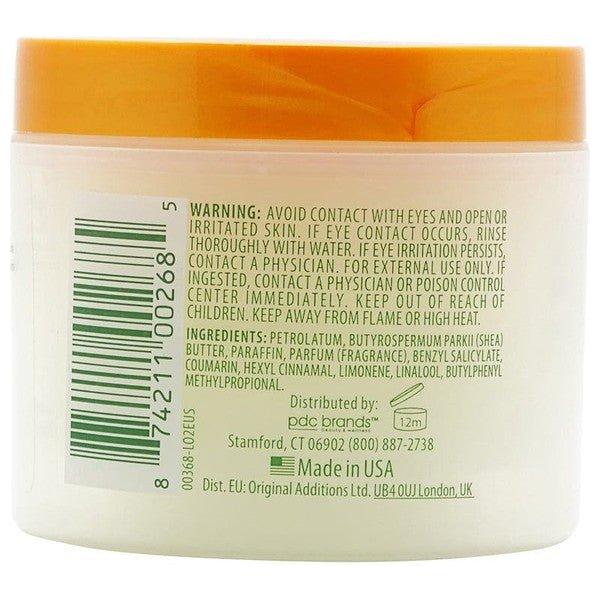 WARNING: AVOID CONTACT WITH EYES AND OPEN OR
IRRITATED SKIN. IF EYE CONTACT OCCURS, RINSE
THOROUGHLY WITH WATER. IF EYE IRRITATION PERSISTS,
CONTACT A PHYSICIAN. FOR EXTERNAL USE ONLY. IF
INGESTED, CONTACT A PHYSICIAN OR POISON CONTROL
CENTER IMMEDIATELY. KEEP OUT OF REACH OF
CHILDREN. KEEP AWAY FROM FLAME OR HIGH HEAT.
INGREDIENTS: PETROLATUM, BUTYROSPERMUM PARKII (SHEA)
BUTTER, PARAFFIN, PARFUM (FRAGRANCE), BENZYL SALICYLATE,
COUMARIN, HEXYL CINNAMAL, LIMONENE, LINALOOL, BUTYLPHENYL
METHYLPROPIONAL.
Distributed by:
pdc brands™
beauty & wellness
12m
Stamford, CT 06902 (800) 887-2738
Made in USA
Dist. EU: Original Additions Ltd. UB4 0UJ London, UK
8 74211 00268 5
00368-L02EUS